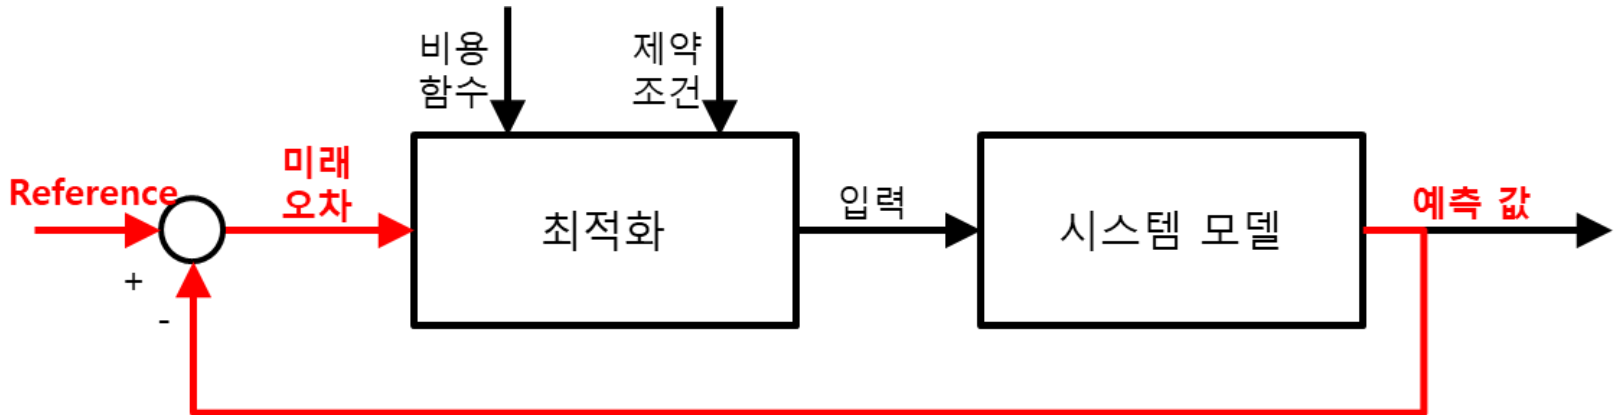 비용
함수
제약
조건
미래
오차
Reference
최적화
입력
시스템 모델
예측 값
+
-